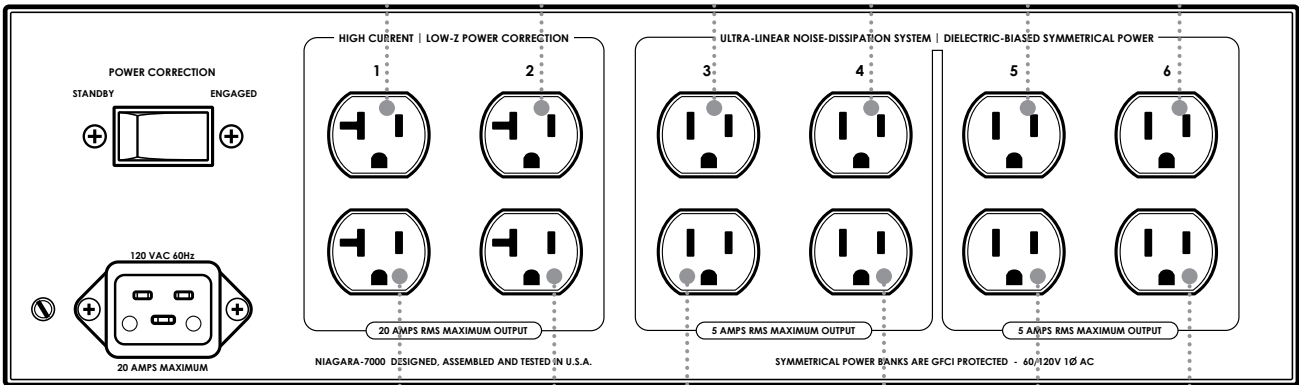 HIGH CURRENT | LOW-Z POWER CORRECTION
ULTRA-LINEAR NOISE-DISSIPATION SYSTEM | DIELECTRIC-BIASED SYMMETRICAL POWER
POWER CORRECTION
1 2 3 4 5 6
STANDBY ENGAGED
120 VAC 60Hz
20 AMPS RMS MAXIMUM OUTPUT
5 AMPS RMS MAXIMUM OUTPUT
5 AMPS RMS MAXIMUM OUTPUT
20 AMPS MAXIMUM
NIAGARA-7000 DESIGNED, ASSEMBLED AND TESTED IN U.S.A.
SYMMETRICAL POWER BANKS ARE GFCI PROTECTED - 60/120V 1Ø AC